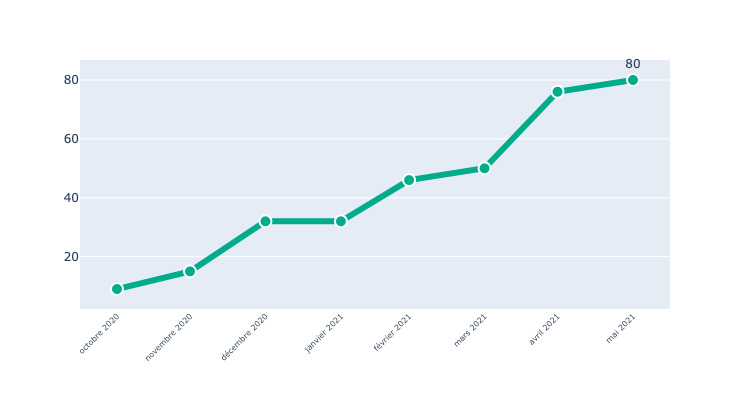 80
80
60
40
20
octobre 2020
novembre 2020
décembre 2020
janvier 2021
février 2021
mars 2021
avril 2021
mai 2021